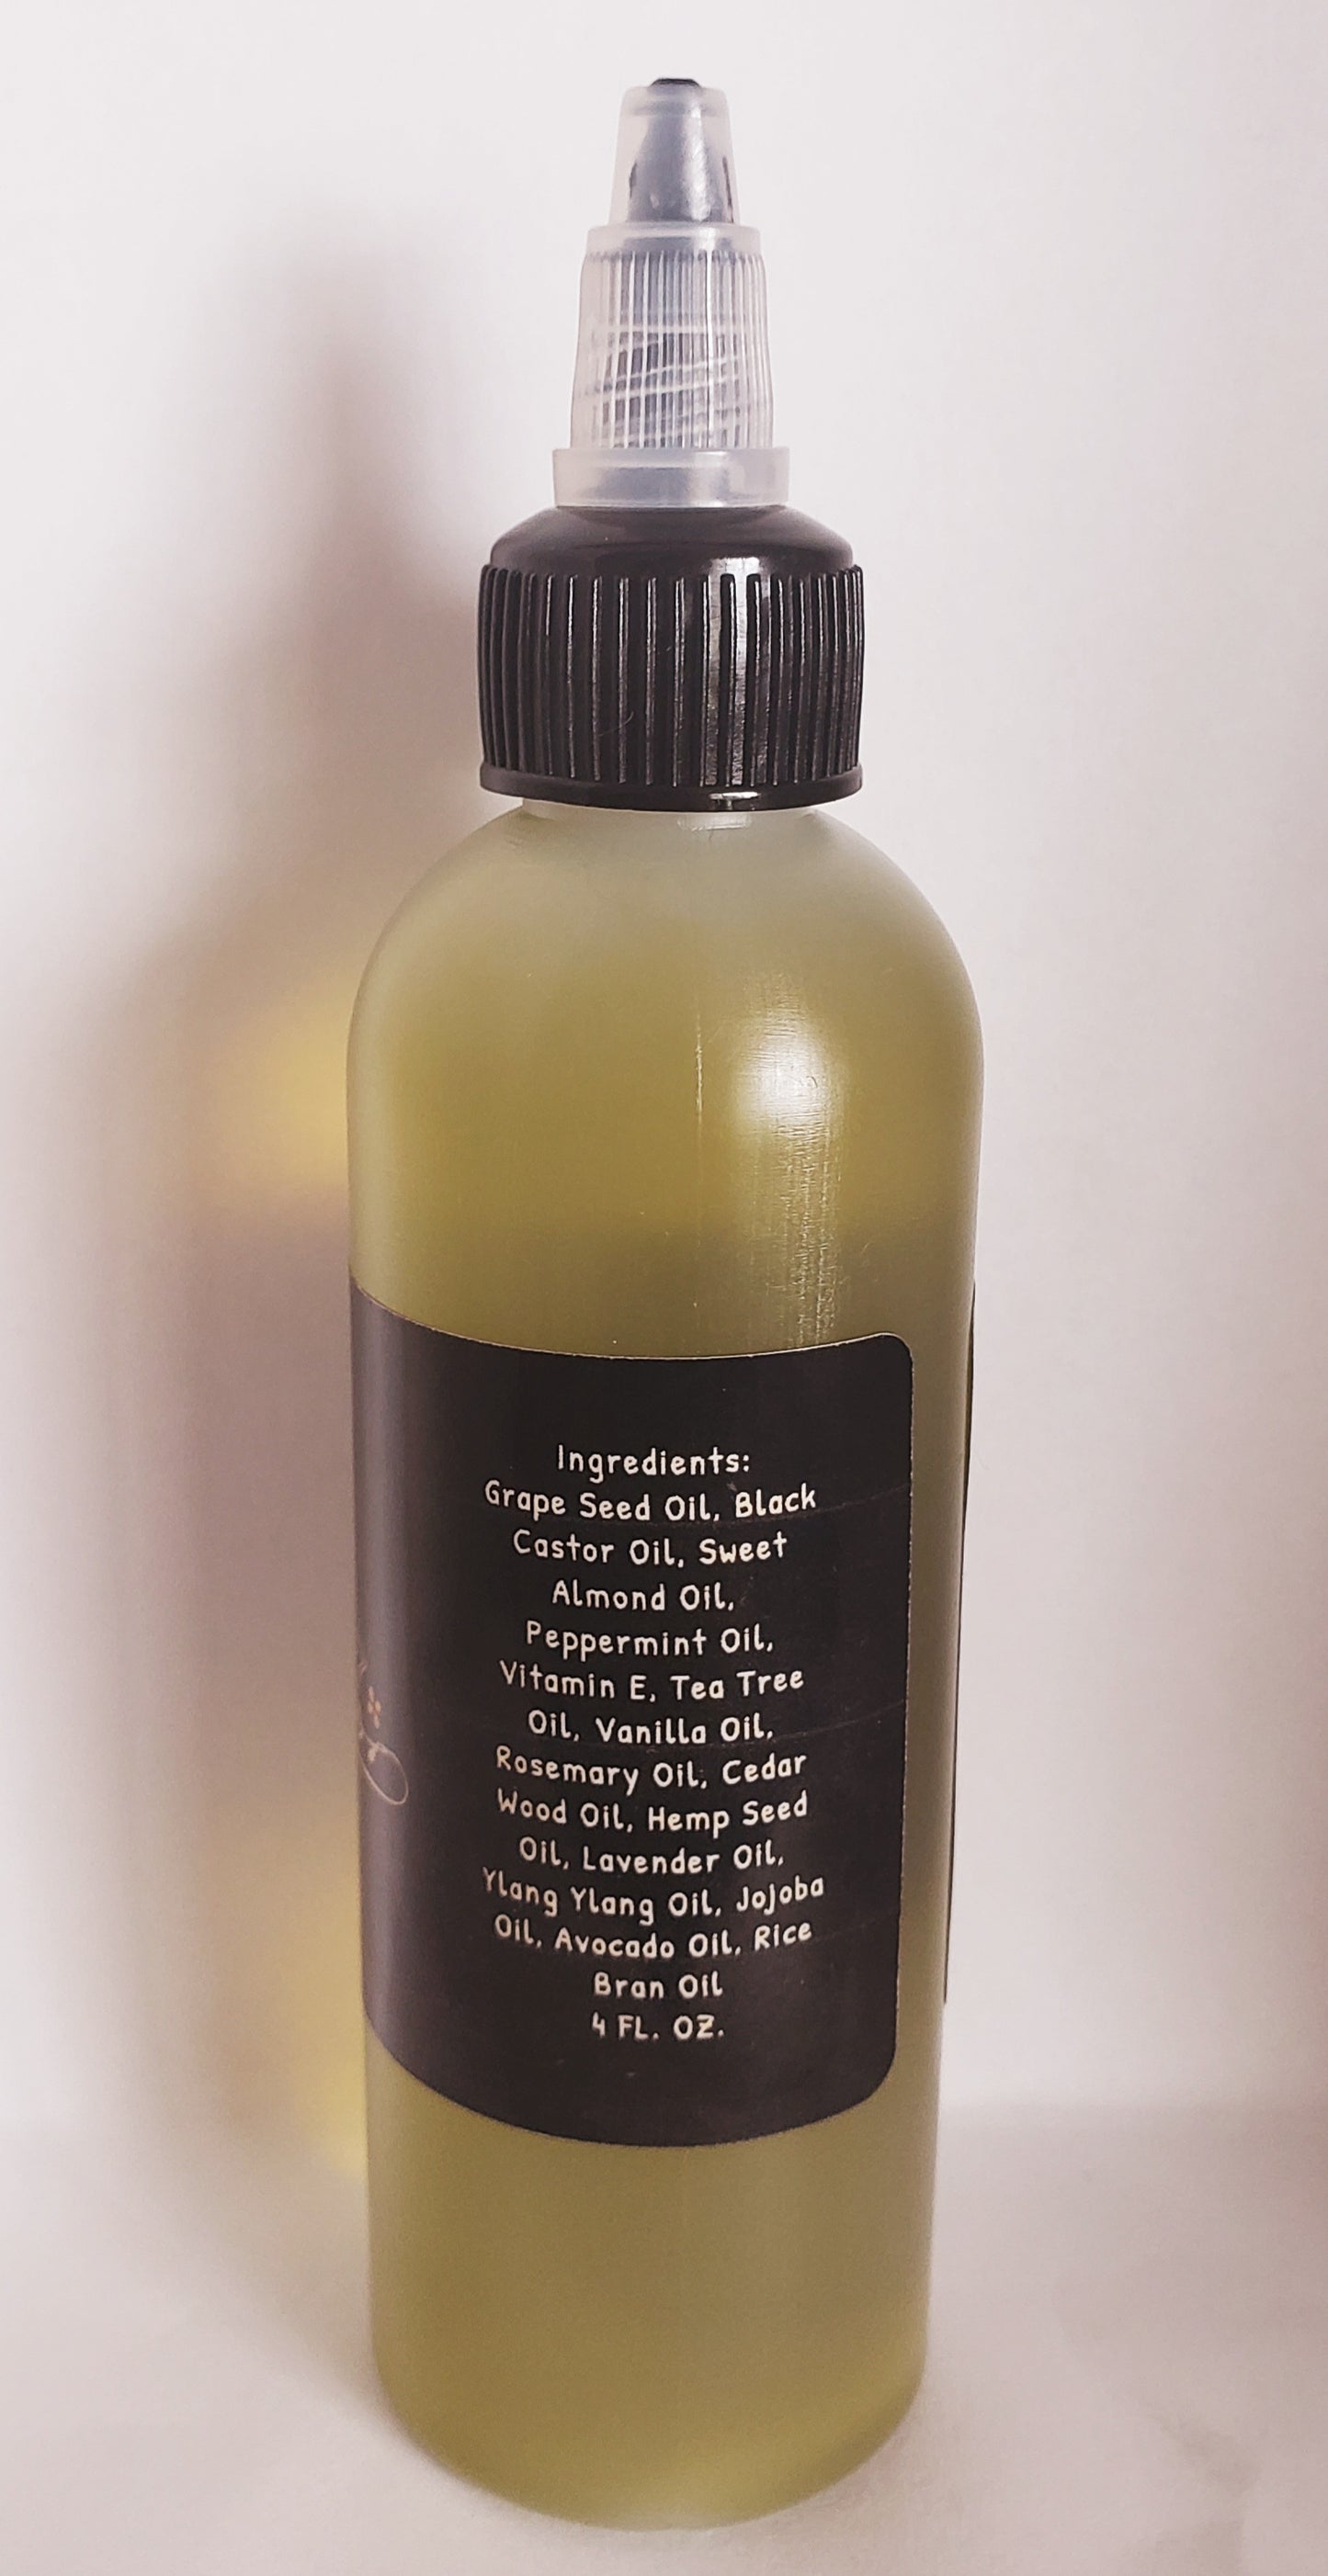 Ingredients:
Grape Seed Oil, Black
Castor Oil, Sweet
Almond Oil,
Peppermint Oil,
Vitamin E, Tea Tree
Oil, Vanilla Oil,
Rosemary Oil, Cedar
Wood Oil, Hemp Seed
Oil, Lavender Oil,
Ylang Ylang Oil, Jojoba
Oil, Avocado Oil, Rice
Bran Oil
4 FL. OZ.